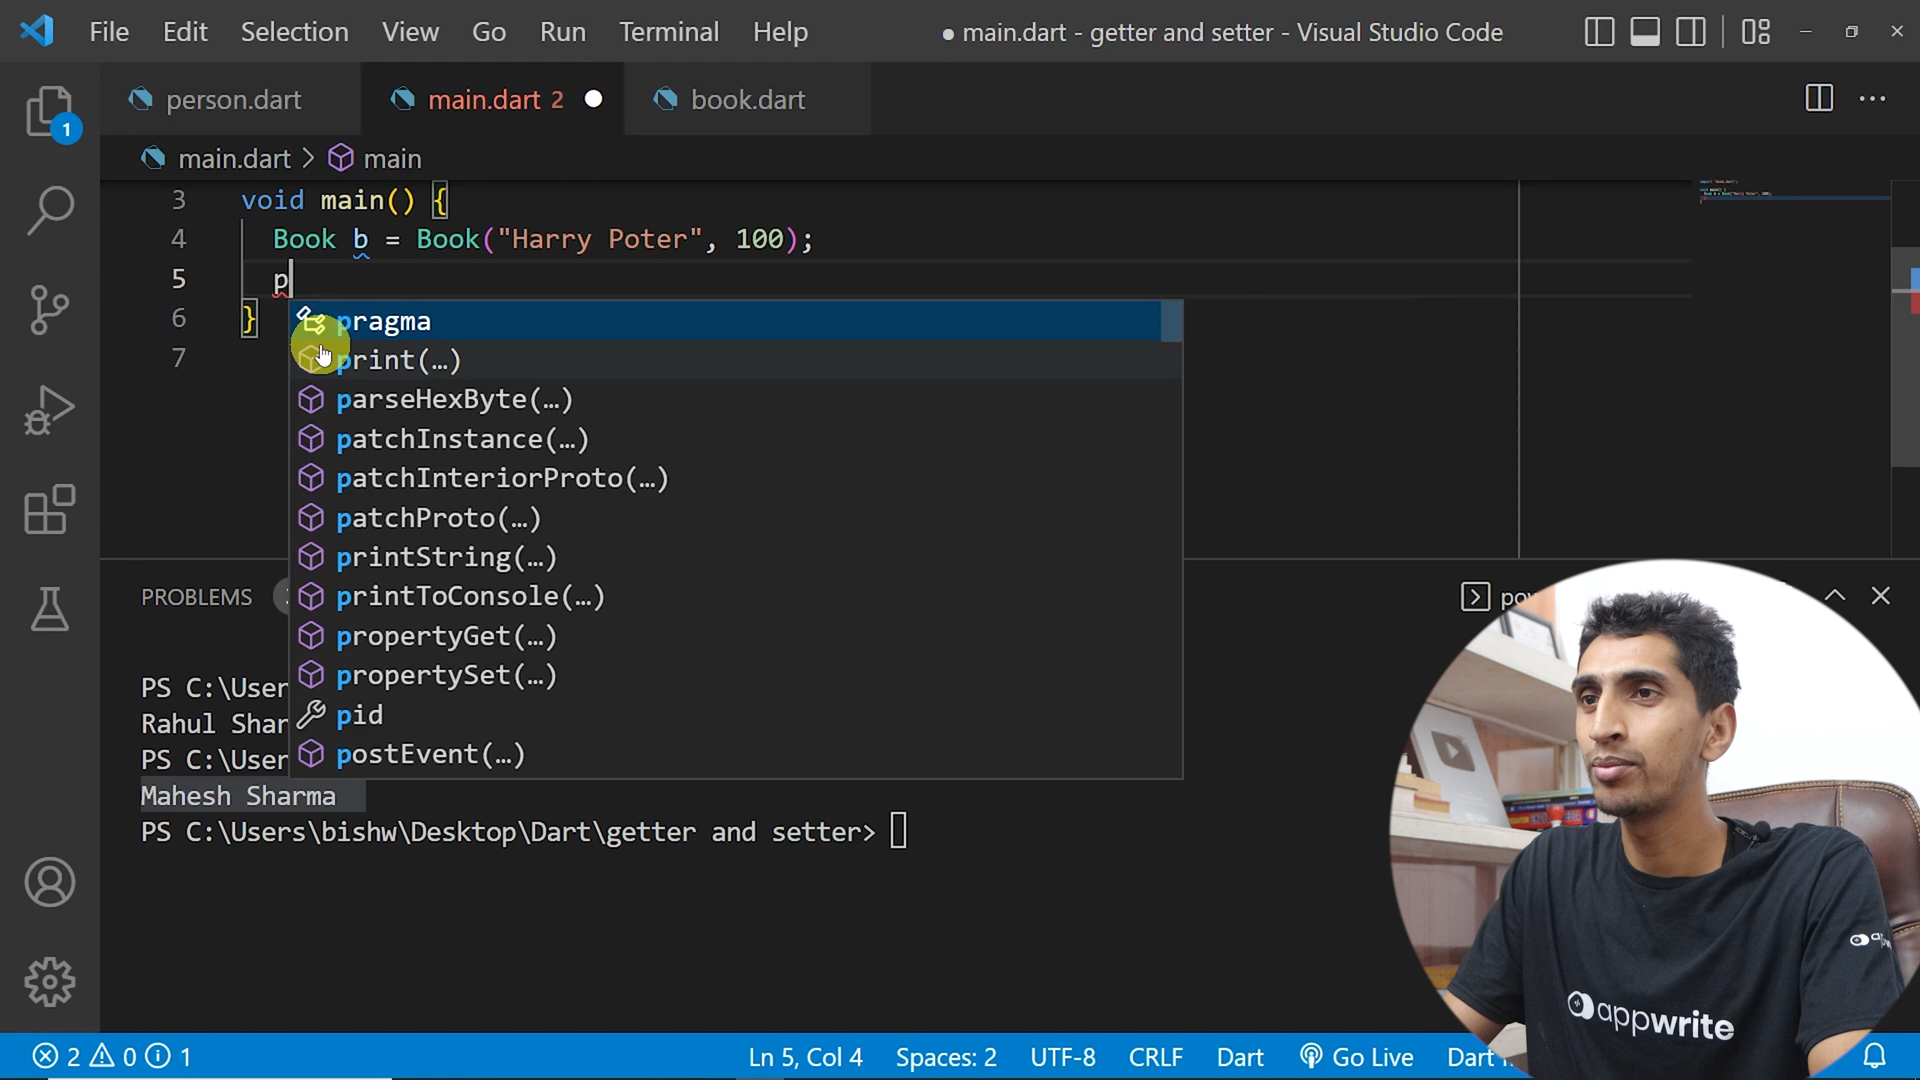 File Edit Selection View Go Run Terminal Help
● main.dart - getter and setter - Visual Studio Code
person.dart
main.dart 2
book.dart
1
main.dart > main
3 void main() {
4 Book b = Book("Harry Poter", 100);
5 p
6 }
7
pragma
print(…)
parseHexByte(…)
patchInstance(…)
patchInteriorProto(…)
patchProto(…)
printString(…)
printToConsole(…)
propertyGet(…)
propertySet(…)
pid
postEvent(…)
PROBLEMS
PS C:\User
Rahul Shar
PS C:\User
Mahesh Sharma
PS C:\Users\bishw\Desktop\Dart\getter and setter>
appwrite
2 0 1
Ln 5, Col 4 Spaces: 2 UTF-8 CRLF Dart Go Live Dart